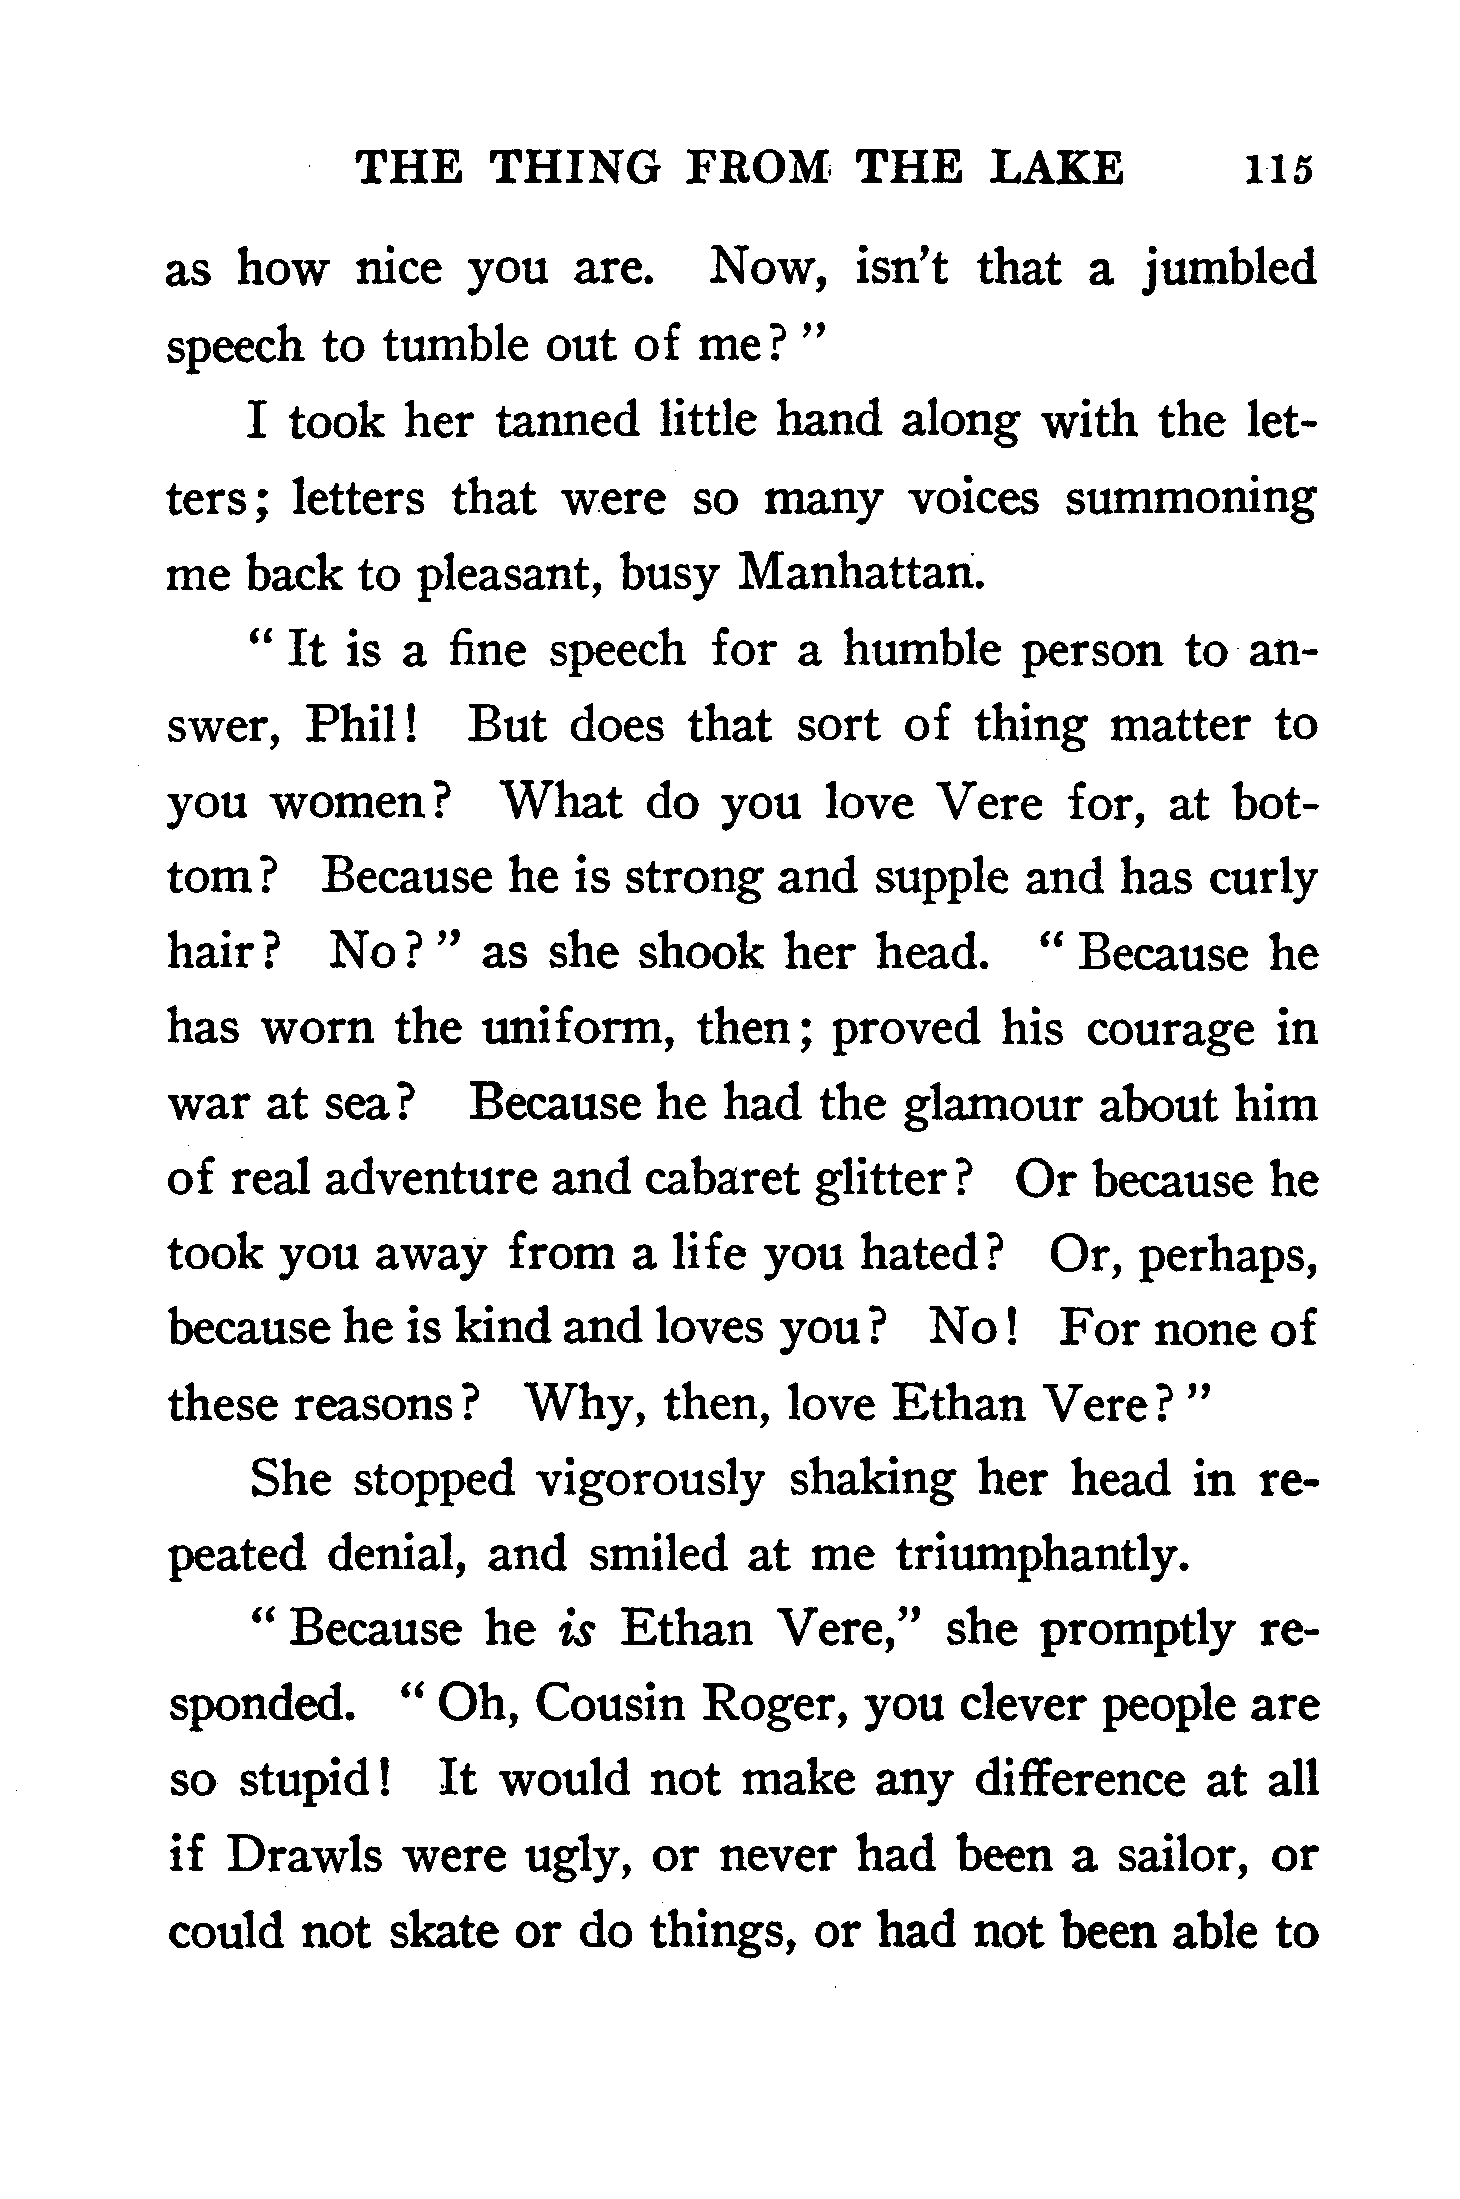 THE THING FROM THE LAKE 115
as how nice you are. Now, isn't that a jumbled
speech to tumble out of me?"
I took her tanned little hand along with the let-
ters; letters that were so many voices summoning
me back to pleasant, busy Manhattan.
"It is a fine speech for a humble person to an-
swer, Phil! But does that sort of thing matter to
you women? What do you love Vere for, at bot-
tom? Because he is strong and supple and has curly
hair? No?" as she shook her head. "Because he
has worn the uniform, then; proved his courage in
war at sea? Because he had the glamour about him
of real adventure and cabaret glitter? Or because he
took you away from a life you hated? Or, perhaps,
because he is kind and loves you? No! For none of
these reasons? Why, then, love Ethan Vere?"
She stopped vigorously shaking her head in re-
peated denial, and smiled at me triumphantly.
"Because he is Ethan Vere," she promptly re-
sponded. "Oh, Cousin Roger, you clever people are
so stupid! It would not make any difference at all
if Drawls were ugly, or never had been a sailor, or
could not skate or do things, or had not been able to